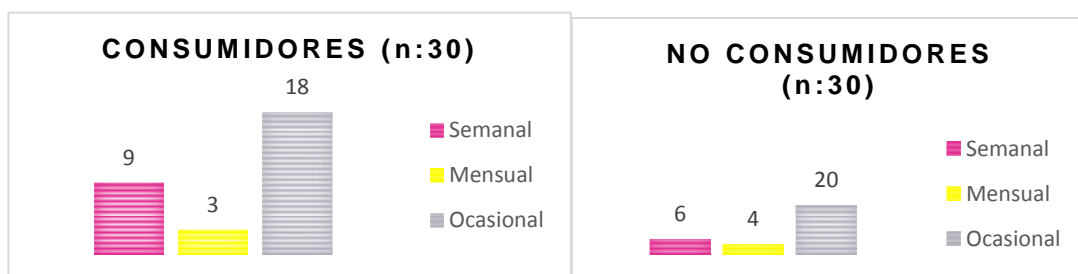 CONSUMIDORES (n:30)
18
9
3
Semanal
Mensual
Ocasional
NO CONSUMIDORES
(n:30)
20
6
4
Semanal
Mensual
Ocasional